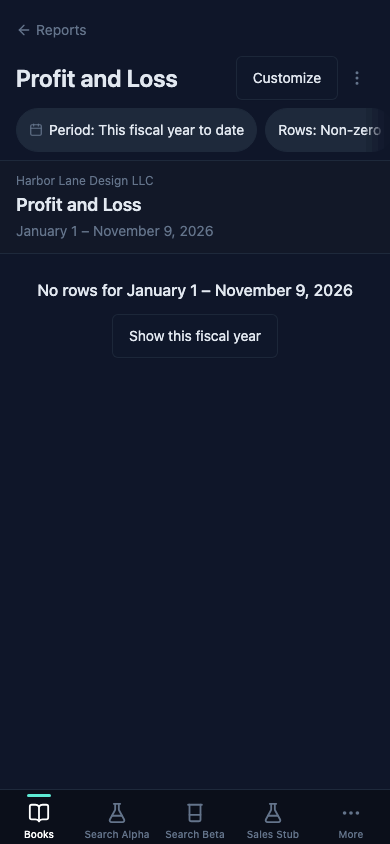 Reports
Profit and Loss
Customize
Period: This fiscal year to date
Rows: Non-zero
Harbor Lane Design LLC
Profit and Loss
January 1 – November 9, 2026
No rows for January 1 – November 9, 2026
Show this fiscal year
Books
Search Alpha
Search Beta
Sales Stub
More